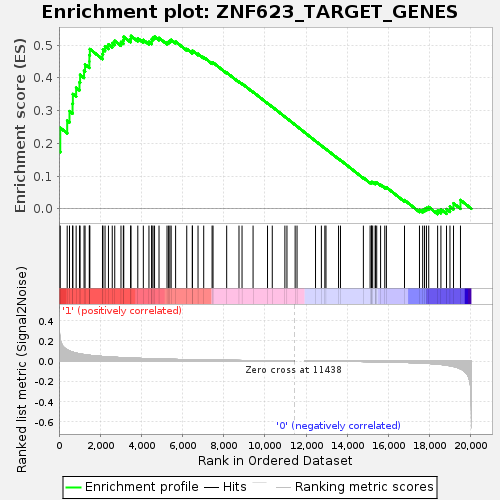 Enrichment plot: ZNF623_TARGET_GENES
Enrichment score (ES)
0.5
0.4
0.3
0.2
0.1
0.0
'1' (positively correlated)
Ranked list metric (Signal2Noise)
0.4
0.2
0.0
-0.2
-0.4
-0.6
Zero cross at 11438
'0' (negatively correlated)
0
2,000
4,000
6,000
8,000
10,000
12,000
14,000
16,000
18,000
20,000
Rank in Ordered Dataset
Enrichment profile
Hits
Ranking metric scores